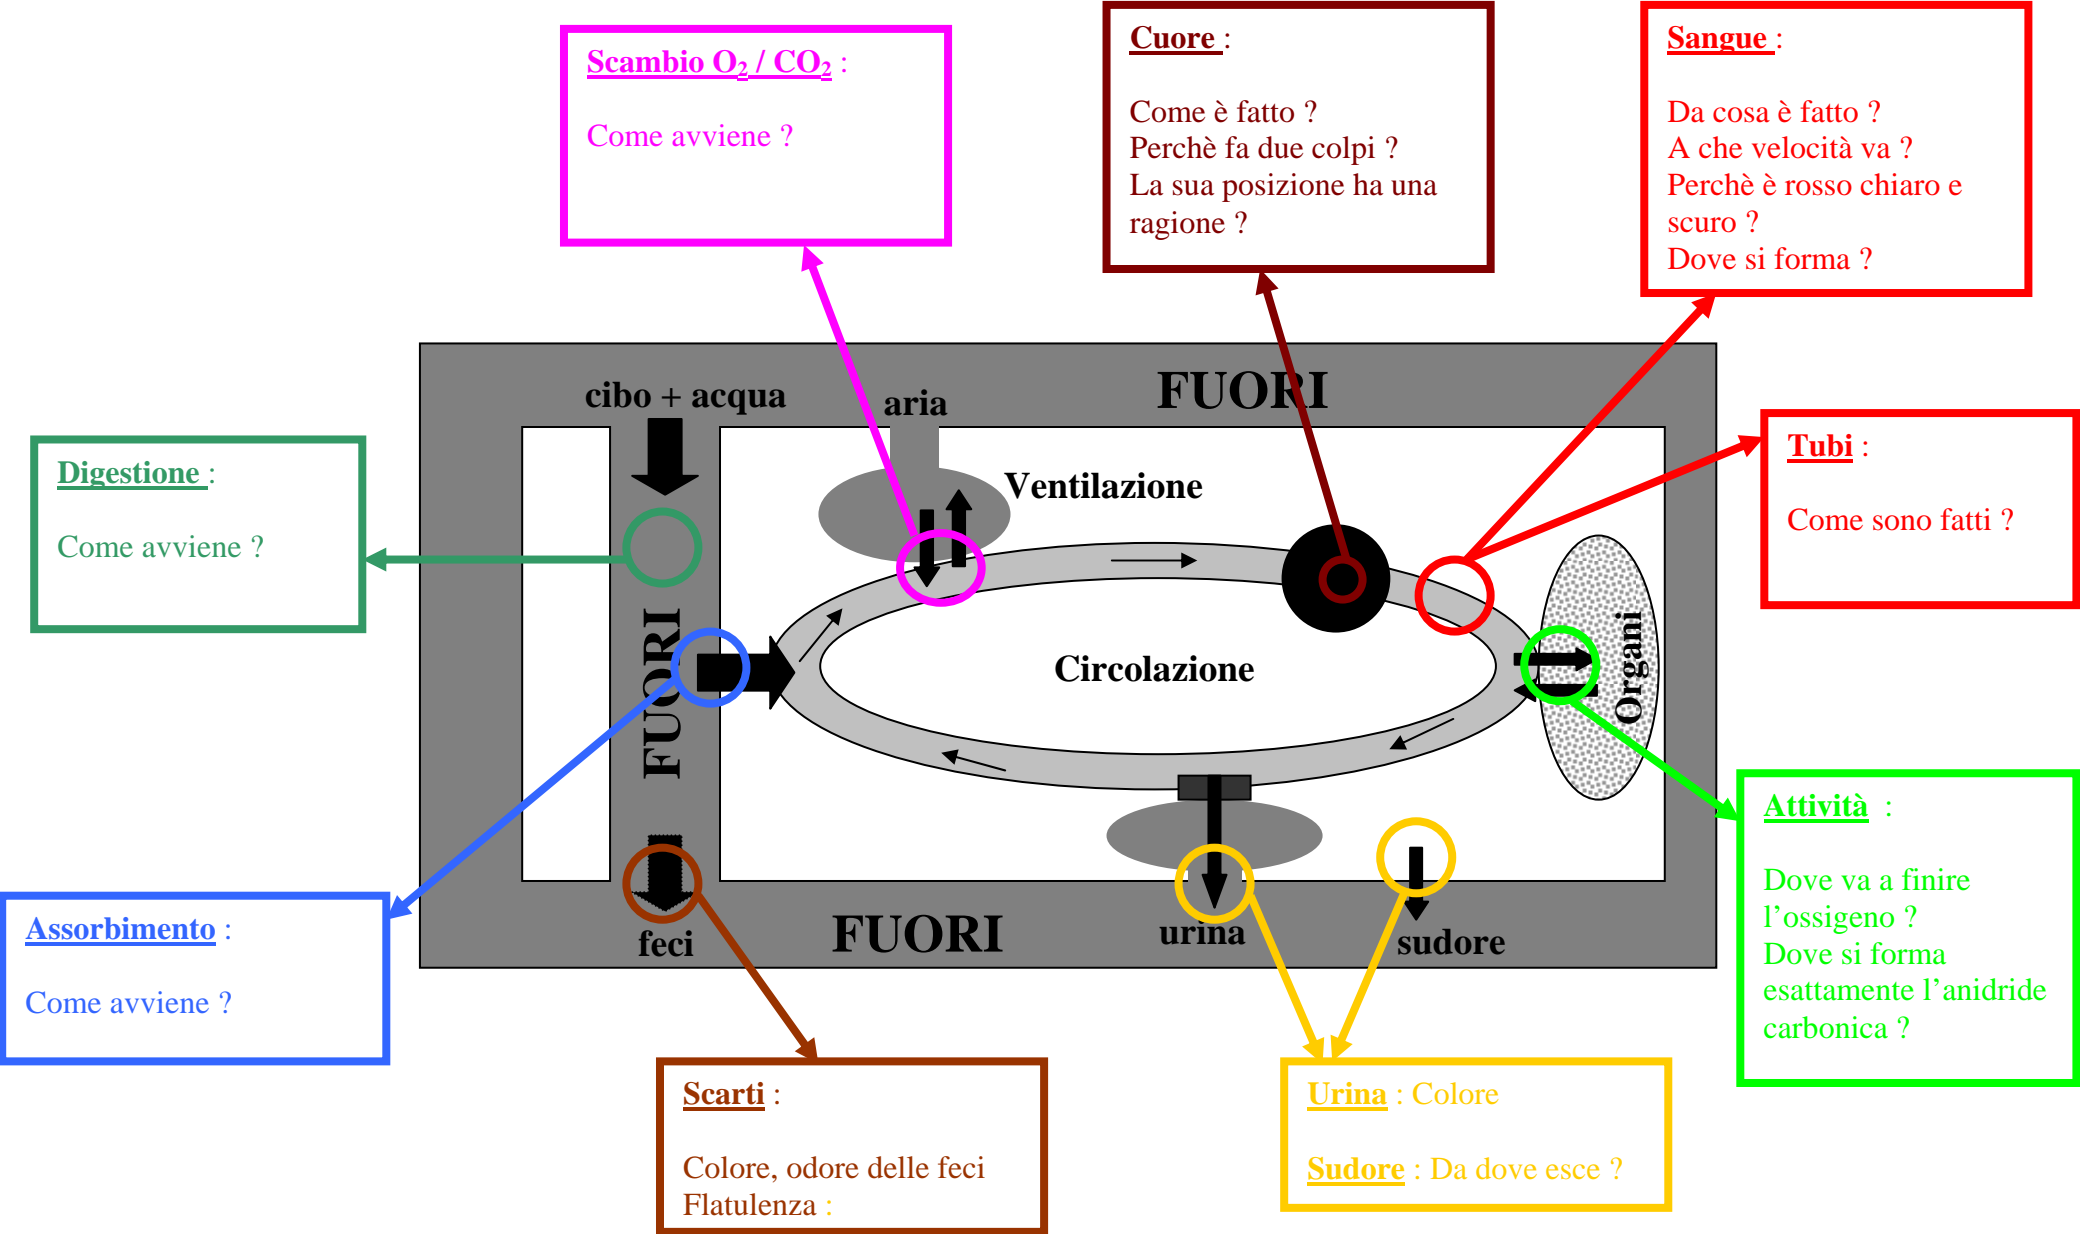 Scambio O₂ / CO₂ :
Come avviene ?
Cuore :
Come è fatto ?
Perchè fa due colpi ?
La sua posizione ha una
ragione ?
Sangue :
Da cosa è fatto ?
A che velocità va ?
Perchè è rosso chiaro e
scuro ?
Dove si forma ?
cibo + acqua
aria
FUORI
Digestione :
Come avviene ?
Ventilazione
Tubi :
Come sono fatti ?
FUORI
Circolazione
Organi
Attività :
Dove va a finire
l’ossigeno ?
Dove si forma
esattamente l’anidride
carbonica ?
Assorbimento :
Come avviene ?
feci
FUORI
urina
sudore
Scarti :
Colore, odore delle feci
Flatulenza :
Urina : Colore
Sudore : Da dove esce ?